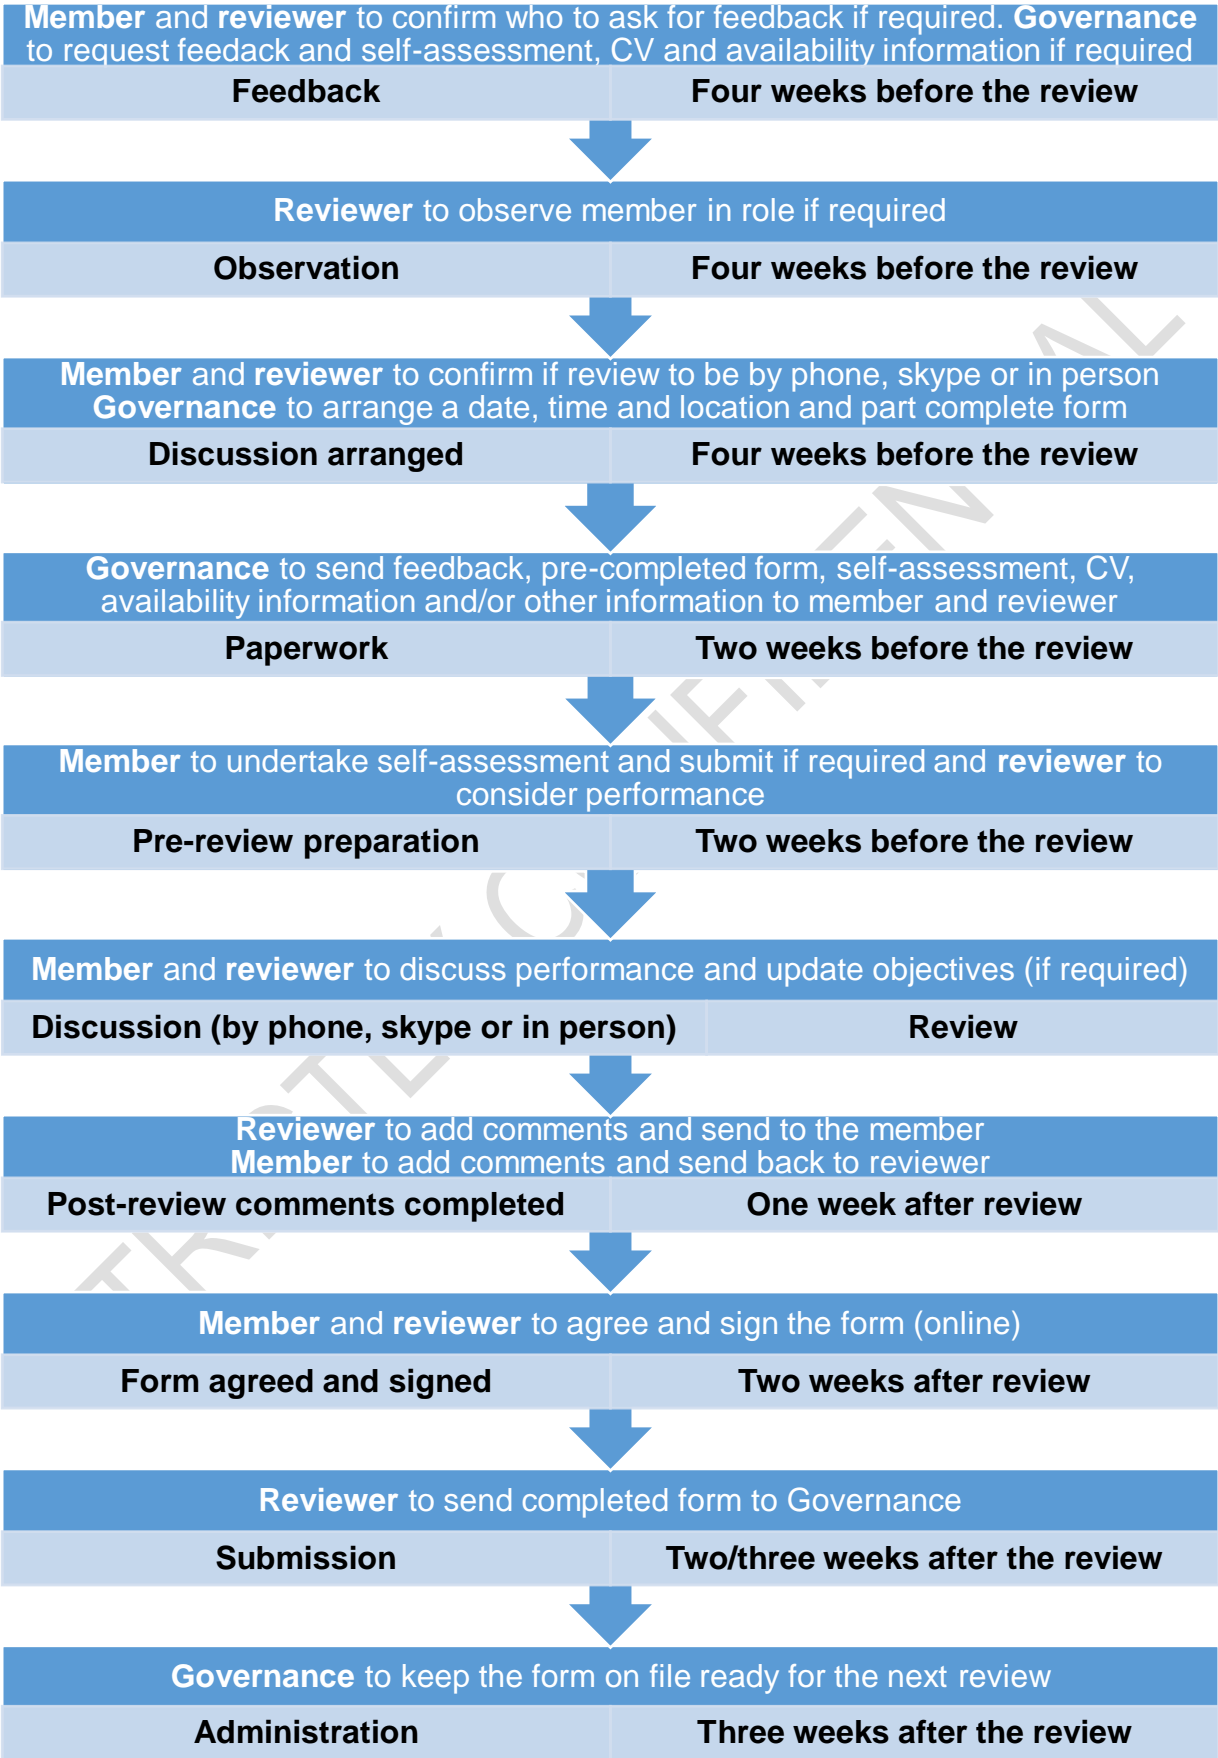 Member and reviewer to confirm who to ask for feedback if required. Governance
to request feedack and self-assessment, CV and availability information if required
Feedback Four weeks before the review
Reviewer to observe member in role if required
Observation Four weeks before the review
Member and reviewer to confirm if review to be by phone, skype or in person
Governance to arrange a date, time and location and part complete form
Discussion arranged Four weeks before the review
Governance to send feedback, pre-completed form, self-assessment, CV,
availability information and/or other information to member and reviewer
Paperwork Two weeks before the review
Member to undertake self-assessment and submit if required and reviewer to
consider performance
Pre-review preparation Two weeks before the review
Member and reviewer to discuss performance and update objectives (if required)
Discussion (by phone, skype or in person) Review
Reviewer to add comments and send to the member
Member to add comments and send back to reviewer
Post-review comments completed One week after review
Member and reviewer to agree and sign the form (online)
Form agreed and signed Two weeks after review
Reviewer to send completed form to Governance
Submission Two/three weeks after the review
Governance to keep the form on file ready for the next review
Administration Three weeks after the review